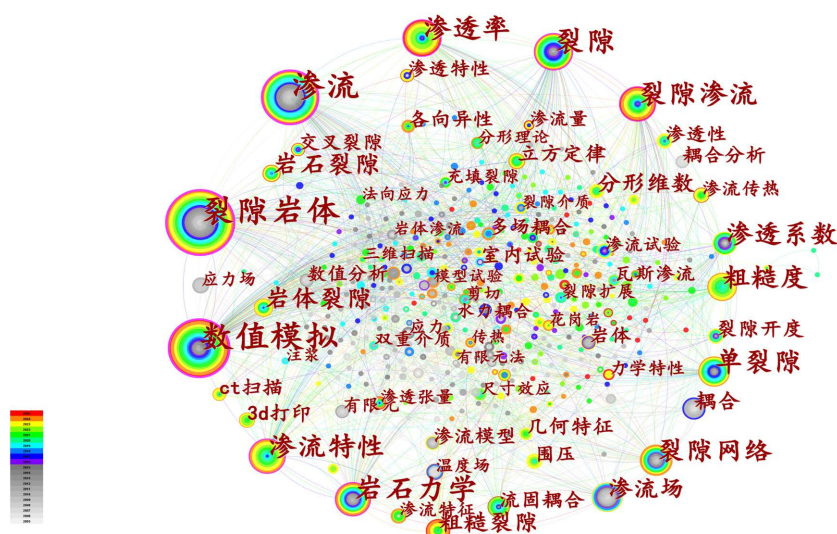 渗透率
裂隙
渗透特性
渗流
裂隙渗流
各向异性
渗流量
交叉裂隙
分形理论
渗透性
岩石裂隙
立方定律
耦合分析
充填裂隙
分形维数
渗流传热
法向应力
裂隙岩体
裂隙介质
岩体渗流
多场耦合
渗透系数
渗流试验
三维扫描
室内试验
应力场
数值分析
模型试验
瓦斯渗流
粗糙度
岩体裂隙
剪切
裂隙扩展
水力耦合
花岗岩
数值模拟
应力
传热
岩体
裂隙开度
双重介质
注浆
有限元法
力学特性
单裂隙
ct扫描
尺寸效应
3d打印
有限元
渗透张量
耦合
几何特征
渗流模型
渗流特性
围压
裂隙网络
温度场
岩石力学
渗流场
流固耦合
渗流特征
粗糙裂隙